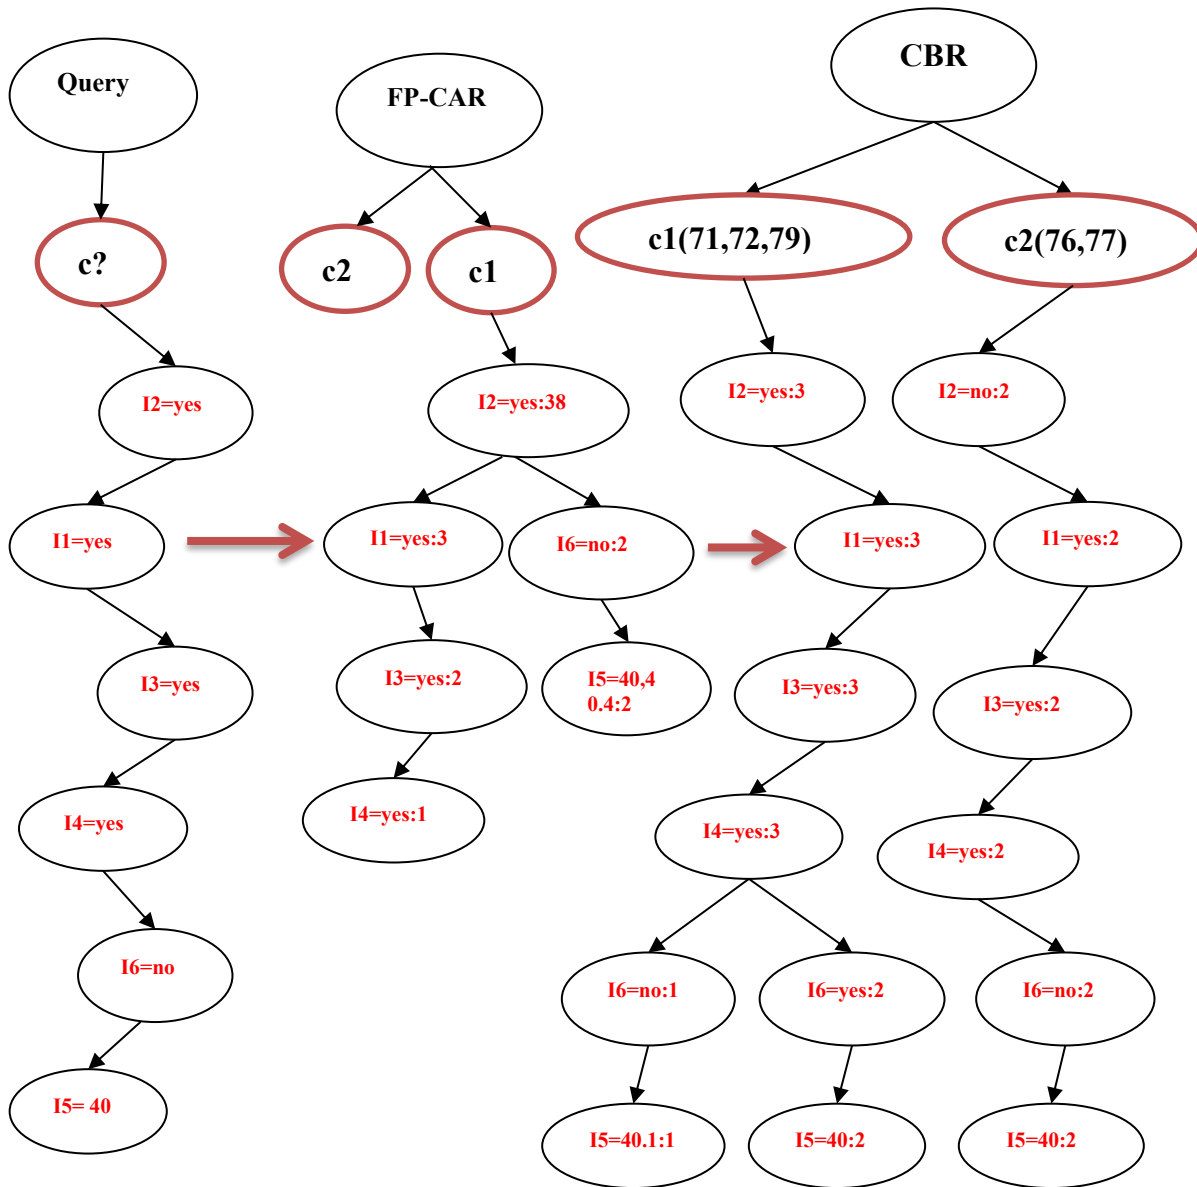 Query
c?
I2=yes
I1=yes
I3=yes
I4=yes
I6=no
I5= 40
FP-CAR
c2
c1
I2=yes:38
I1=yes:3
I6=no:2
I3=yes:2
I5=40,4
0.4:2
I4=yes:1
CBR
c1(71,72,79)
c2(76,77)
I2=yes:3
I2=no:2
I1=yes:3
I1=yes:2
I3=yes:3
I3=yes:2
I4=yes:3
I4=yes:2
I6=no:1
I6=yes:2
I6=no:2
I5=40.1:1
I5=40:2
I5=40:2